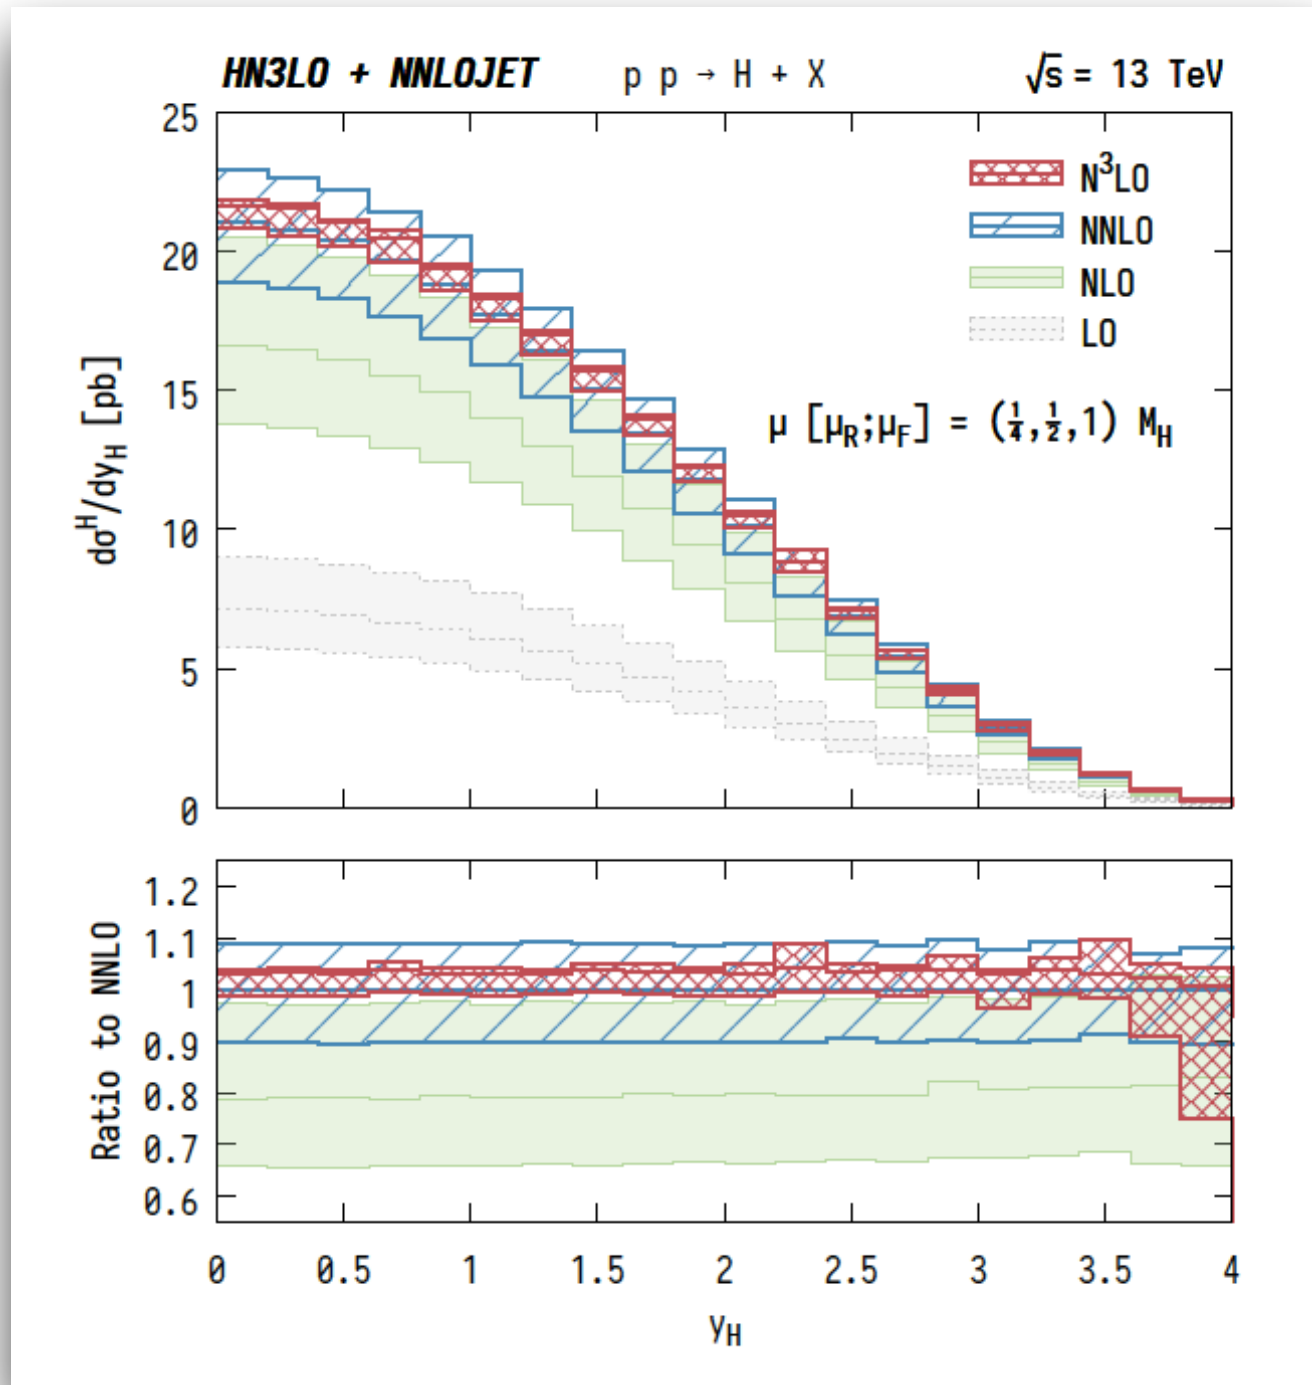 HN3LO + NNLOJET p p → H + X √s = 13 TeV
25
20
15
10
5
0
dσ^H/dy_H [pb]
N³LO
NNLO
NLO
LO
μ [μ_R;μ_F] = (1/4,1/2,1) M_H
1.2
1.1
1
0.9
0.8
0.7
0.6
Ratio to NNLO
0 0.5 1 1.5 2 2.5 3 3.5 4
y_H